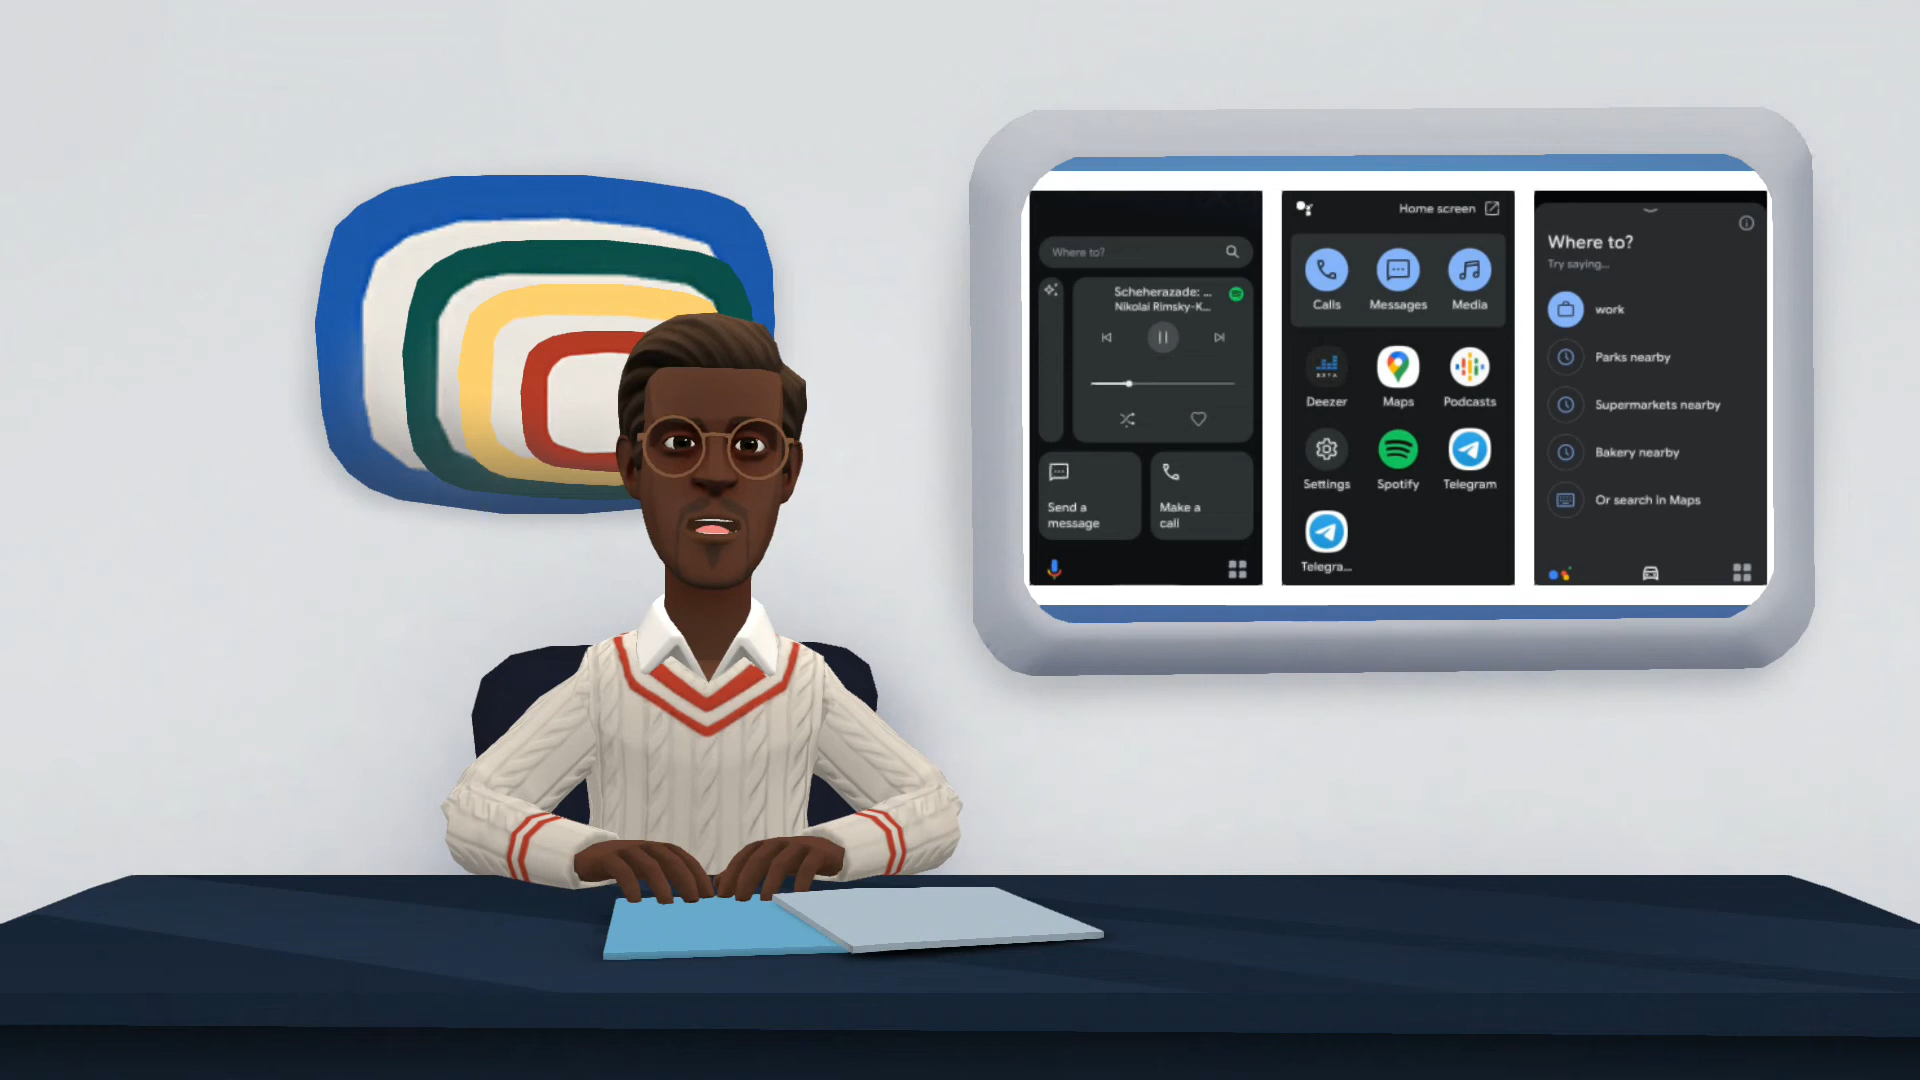 Where to?
Scheherazade: ...
Nikolai Rimsky-K...
Send a
message
Make a
call
Home screen
Calls
Messages
Media
BETA
Deezer
Maps
Podcasts
Settings
Spotify
Telegram
Telegra...
Where to?
Try saying...
work
Parks nearby
Supermarkets nearby
Bakery nearby
Or search in Maps